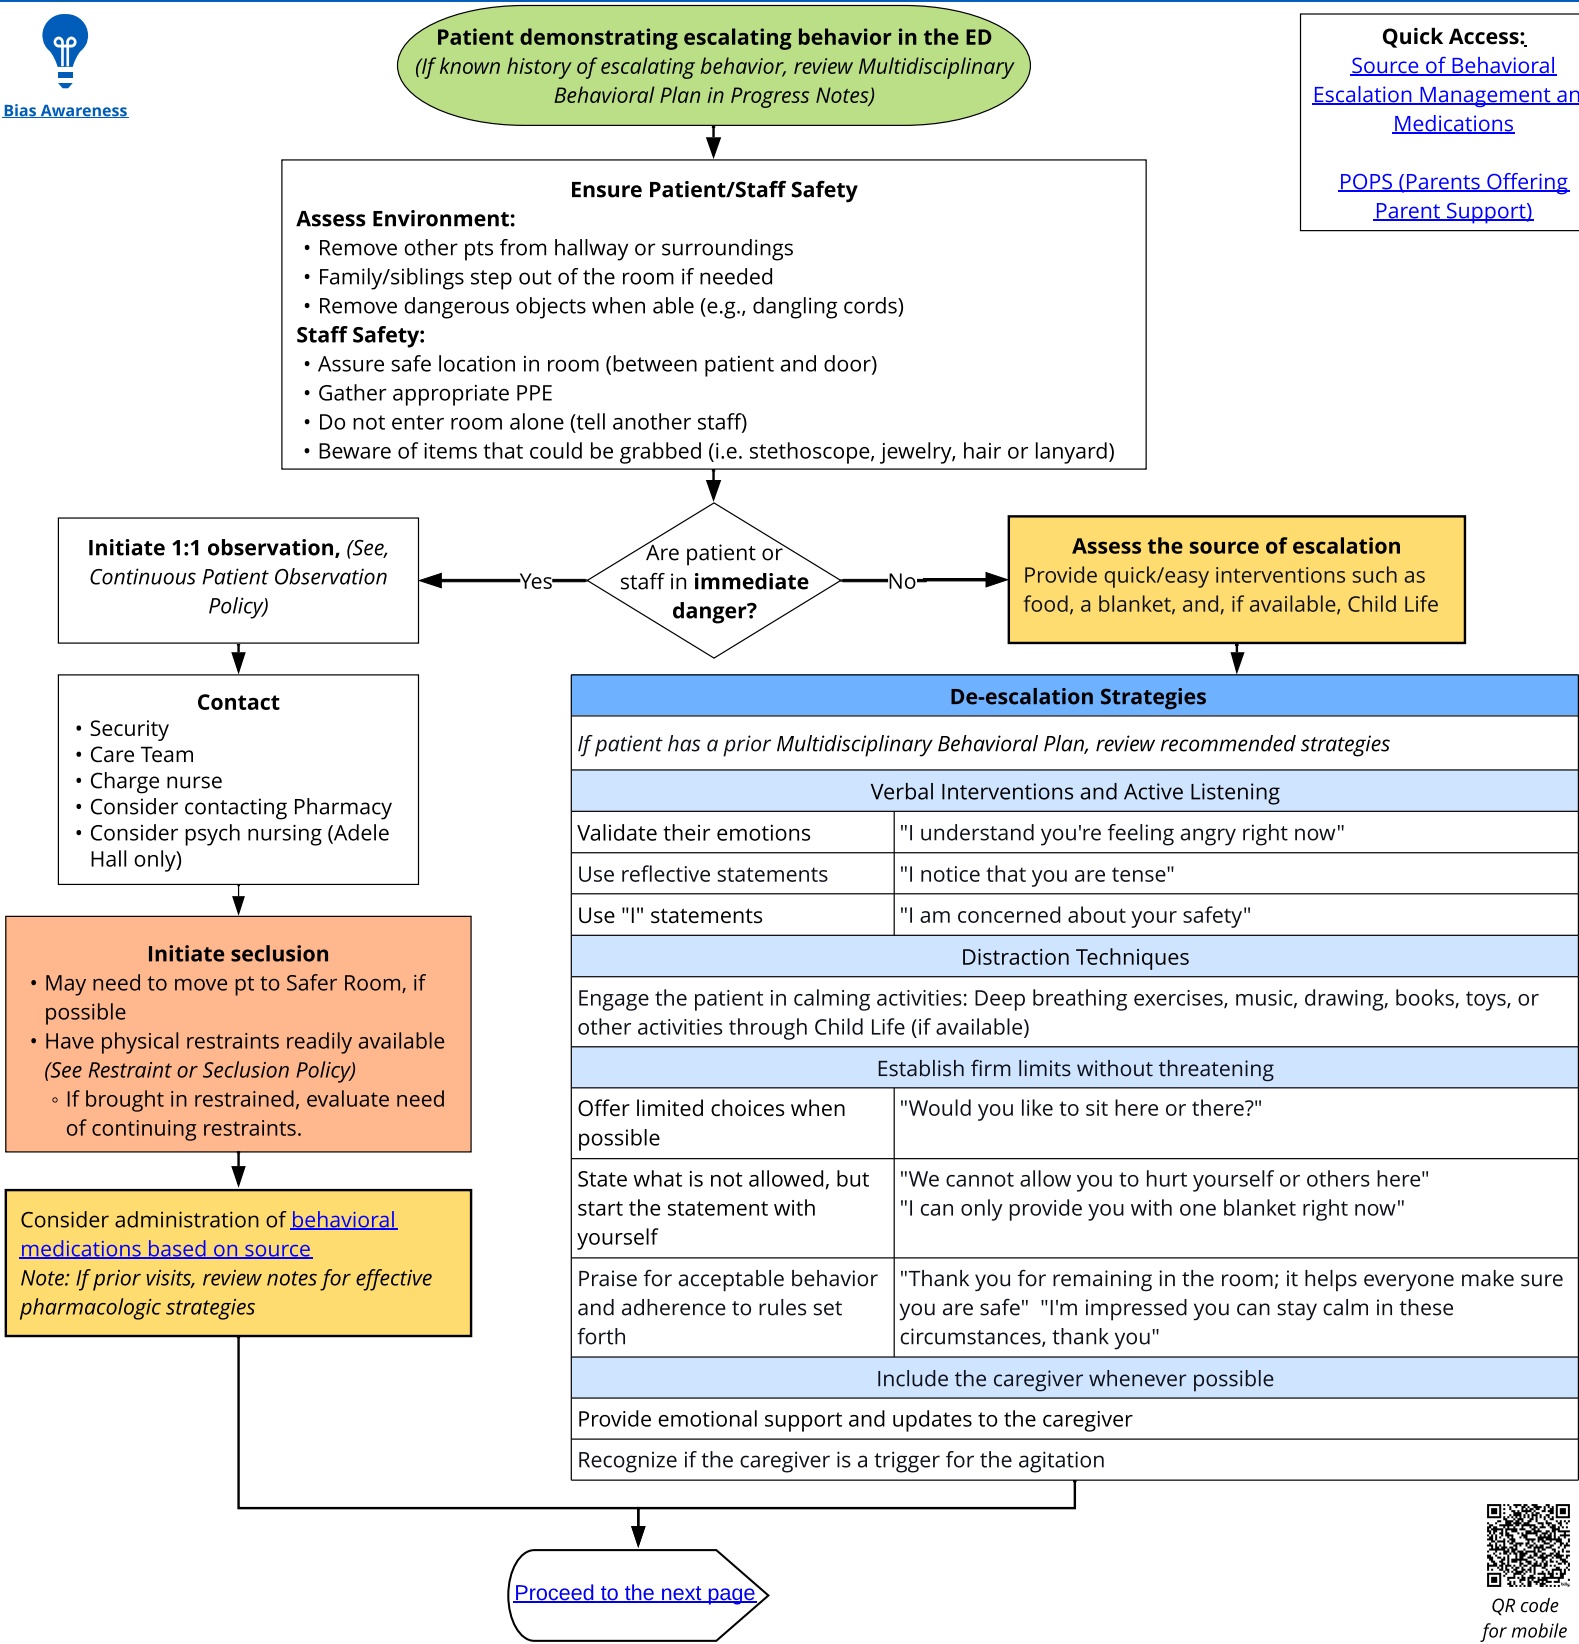 Bias Awareness
Patient demonstrating escalating behavior in the ED
(If known history of escalating behavior, review Multidisciplinary
Behavioral Plan in Progress Notes)
Quick Access:
Source of Behavioral
Escalation Management an
Medications
POPS (Parents Offering
Parent Support)
Ensure Patient/Staff Safety
Assess Environment:
• Remove other pts from hallway or surroundings
• Family/siblings step out of the room if needed
• Remove dangerous objects when able (e.g., dangling cords)
Staff Safety:
• Assure safe location in room (between patient and door)
• Gather appropriate PPE
• Do not enter room alone (tell another staff)
• Beware of items that could be grabbed (i.e. stethoscope, jewelry, hair or lanyard)
Are patient or
staff in immediate
danger?
Yes
No
Initiate 1:1 observation, (See,
Continuous Patient Observation
Policy)
Contact
• Security
• Care Team
• Charge nurse
• Consider contacting Pharmacy
• Consider psych nursing (Adele
Hall only)
Initiate seclusion
• May need to move pt to Safer Room, if
possible
• Have physical restraints readily available
(See Restraint or Seclusion Policy)
◦ If brought in restrained, evaluate need
of continuing restraints.
Consider administration of behavioral
medications based on source
Note: If prior visits, review notes for effective
pharmacologic strategies
Assess the source of escalation
Provide quick/easy interventions such as
food, a blanket, and, if available, Child Life
De-escalation Strategies
If patient has a prior Multidisciplinary Behavioral Plan, review recommended strategies
Verbal Interventions and Active Listening
Validate their emotions
"I understand you're feeling angry right now"
Use reflective statements
"I notice that you are tense"
Use "I" statements
"I am concerned about your safety"
Distraction Techniques
Engage the patient in calming activities: Deep breathing exercises, music, drawing, books, toys, or
other activities through Child Life (if available)
Establish firm limits without threatening
Offer limited choices when
possible
"Would you like to sit here or there?"
State what is not allowed, but
start the statement with
yourself
"We cannot allow you to hurt yourself or others here"
"I can only provide you with one blanket right now"
Praise for acceptable behavior
and adherence to rules set
forth
"Thank you for remaining in the room; it helps everyone make sure
you are safe"  "I'm impressed you can stay calm in these
circumstances, thank you"
Include the caregiver whenever possible
Provide emotional support and updates to the caregiver
Recognize if the caregiver is a trigger for the agitation
Proceed to the next page
QR code
for mobile